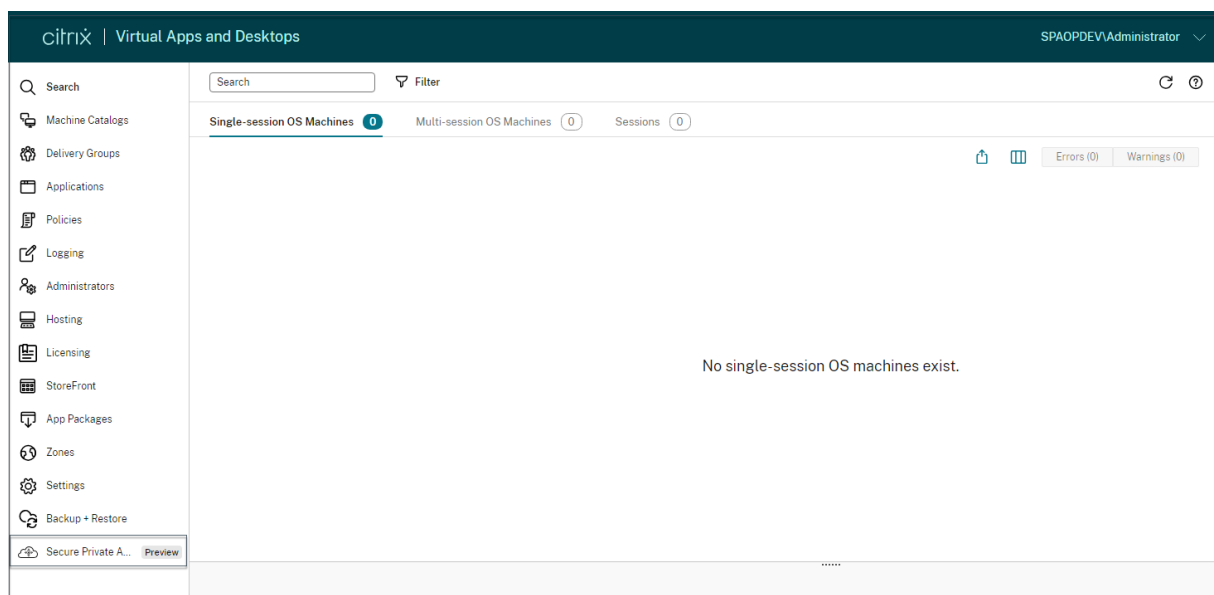 citrix | Virtual Apps and Desktops
SPAOPDEV\Administrator
Search
Machine Catalogs
Delivery Groups
Applications
Policies
Logging
Administrators
Hosting
Licensing
StoreFront
App Packages
Zones
Settings
Backup + Restore
Secure Private A... Preview
Search Filter
Single-session OS Machines 0 Multi-session OS Machines 0 Sessions 0
Errors (0) Warnings (0)
No single-session OS machines exist.